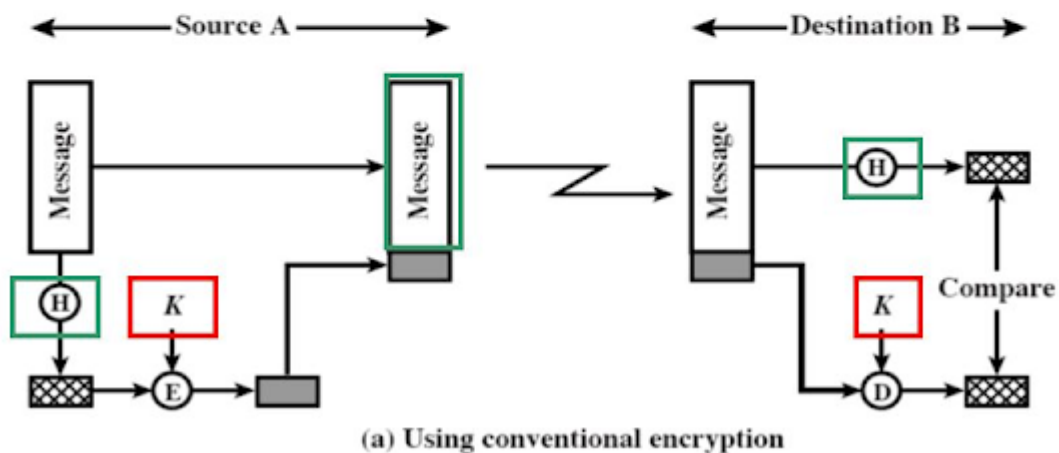 Source A
Destination B
Message
Message
Message
H
H
K
K
Compare
E
D
(a) Using conventional encryption